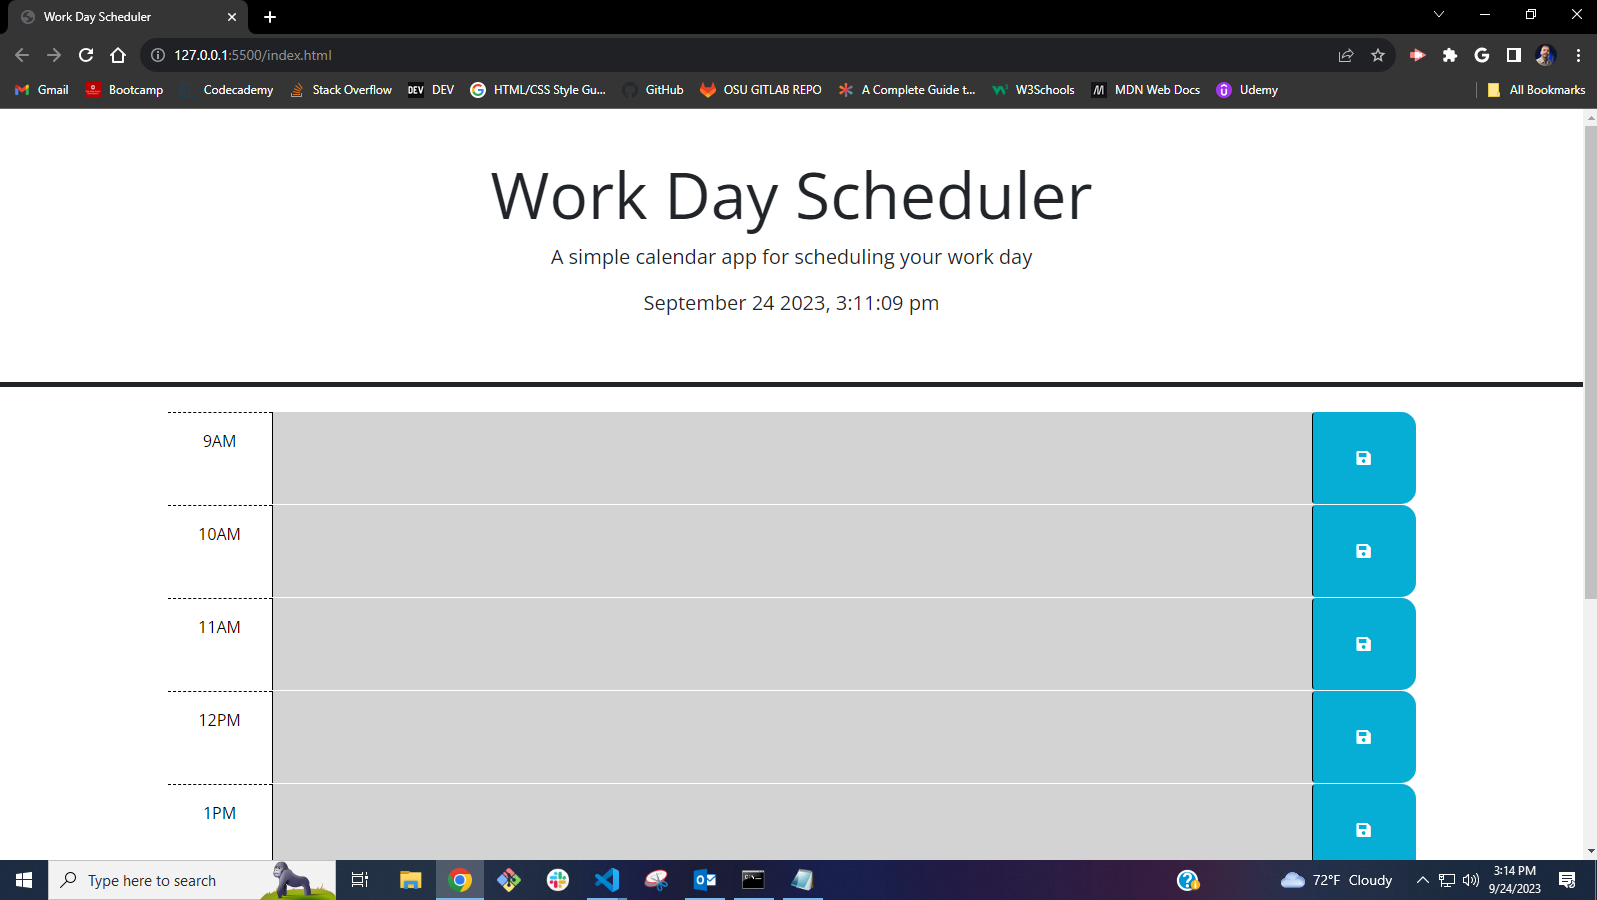 Work Day Scheduler
127.0.0.1:5500/index.html
Gmail Bootcamp Codecademy Stack Overflow DEV DEV HTML/CSS Style Gu... GitHub OSU GITLAB REPO A Complete Guide t... W3Schools MDN Web Docs Udemy All Bookmarks
Work Day Scheduler
A simple calendar app for scheduling your work day
September 24 2023, 3:11:09 pm
9AM
10AM
11AM
12PM
1PM
Type here to search
72°F Cloudy
3:14 PM
9/24/2023